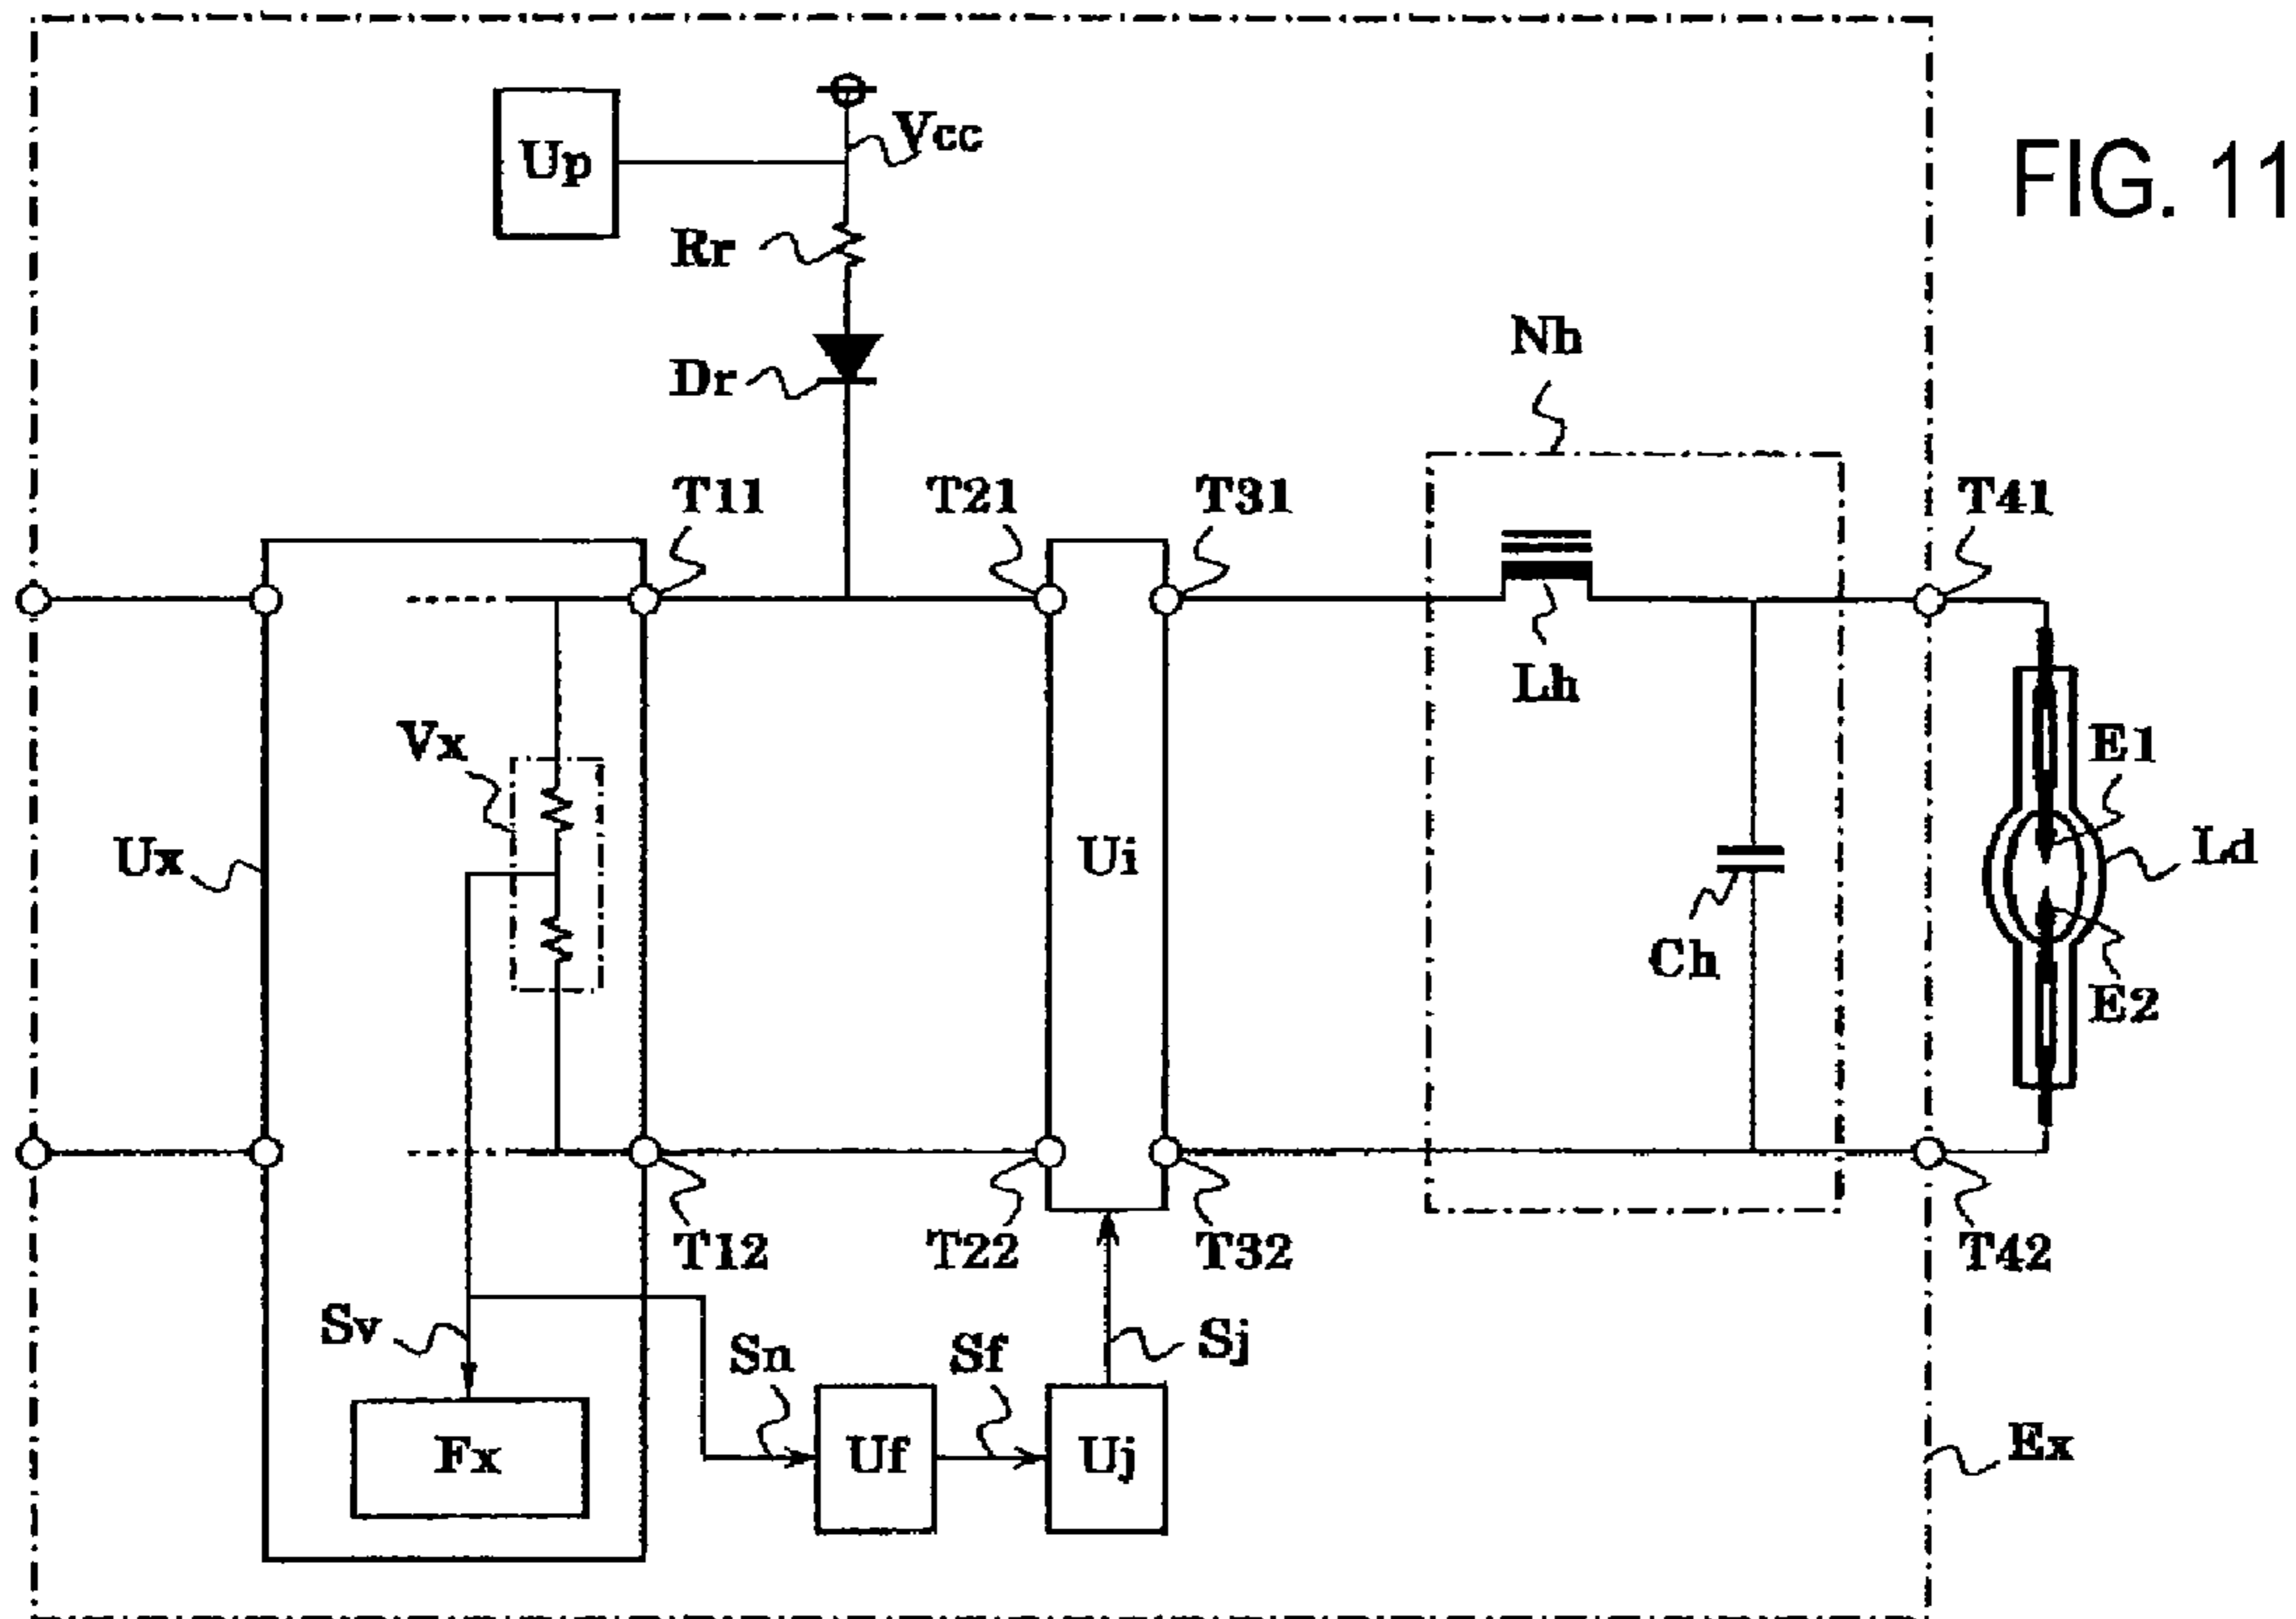 FIG. 11
Up
Vcc
Rr
Dr
Nh
T11
T21
T31
T41
Lh
Vx
E1
Ux
Ui
Ld
Ch
E2
T12
T22
T32
T42
Sv
Sn
Sf
Sj
Fx
Uf
Uj
Ex